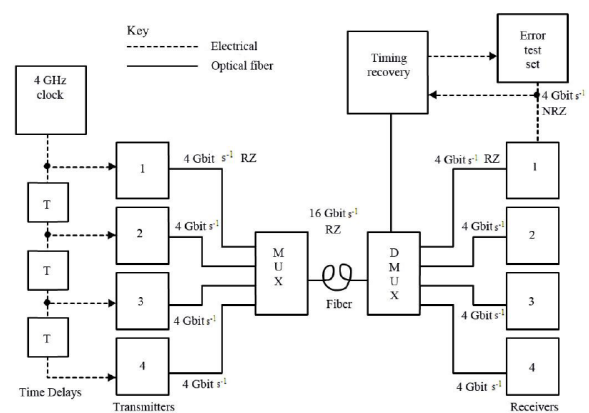 Key
Electrical
Optical fiber
4 GHz
clock
Timing
recovery
Error
test
set
4 Gbit s-1
NRZ
T
T
T
Time Delays
1
2
3
4
Transmitters
4 Gbit s-1 RZ
4 Gbit s-1
4 Gbit s-1
4 Gbit s-1
M
U
X
16 Gbit s-1
RZ
Fiber
D
M
U
X
4 Gbit s-1 RZ
4 Gbit s-1
4 Gbit s-1
4 Gbit s-1
1
2
3
4
Receivers